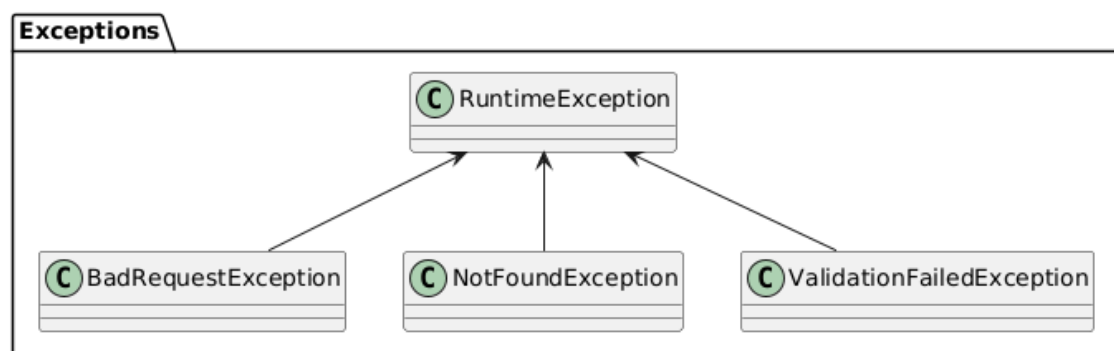 Exceptions
C RuntimeException
C BadRequestException
C NotFoundException
C ValidationFailedException